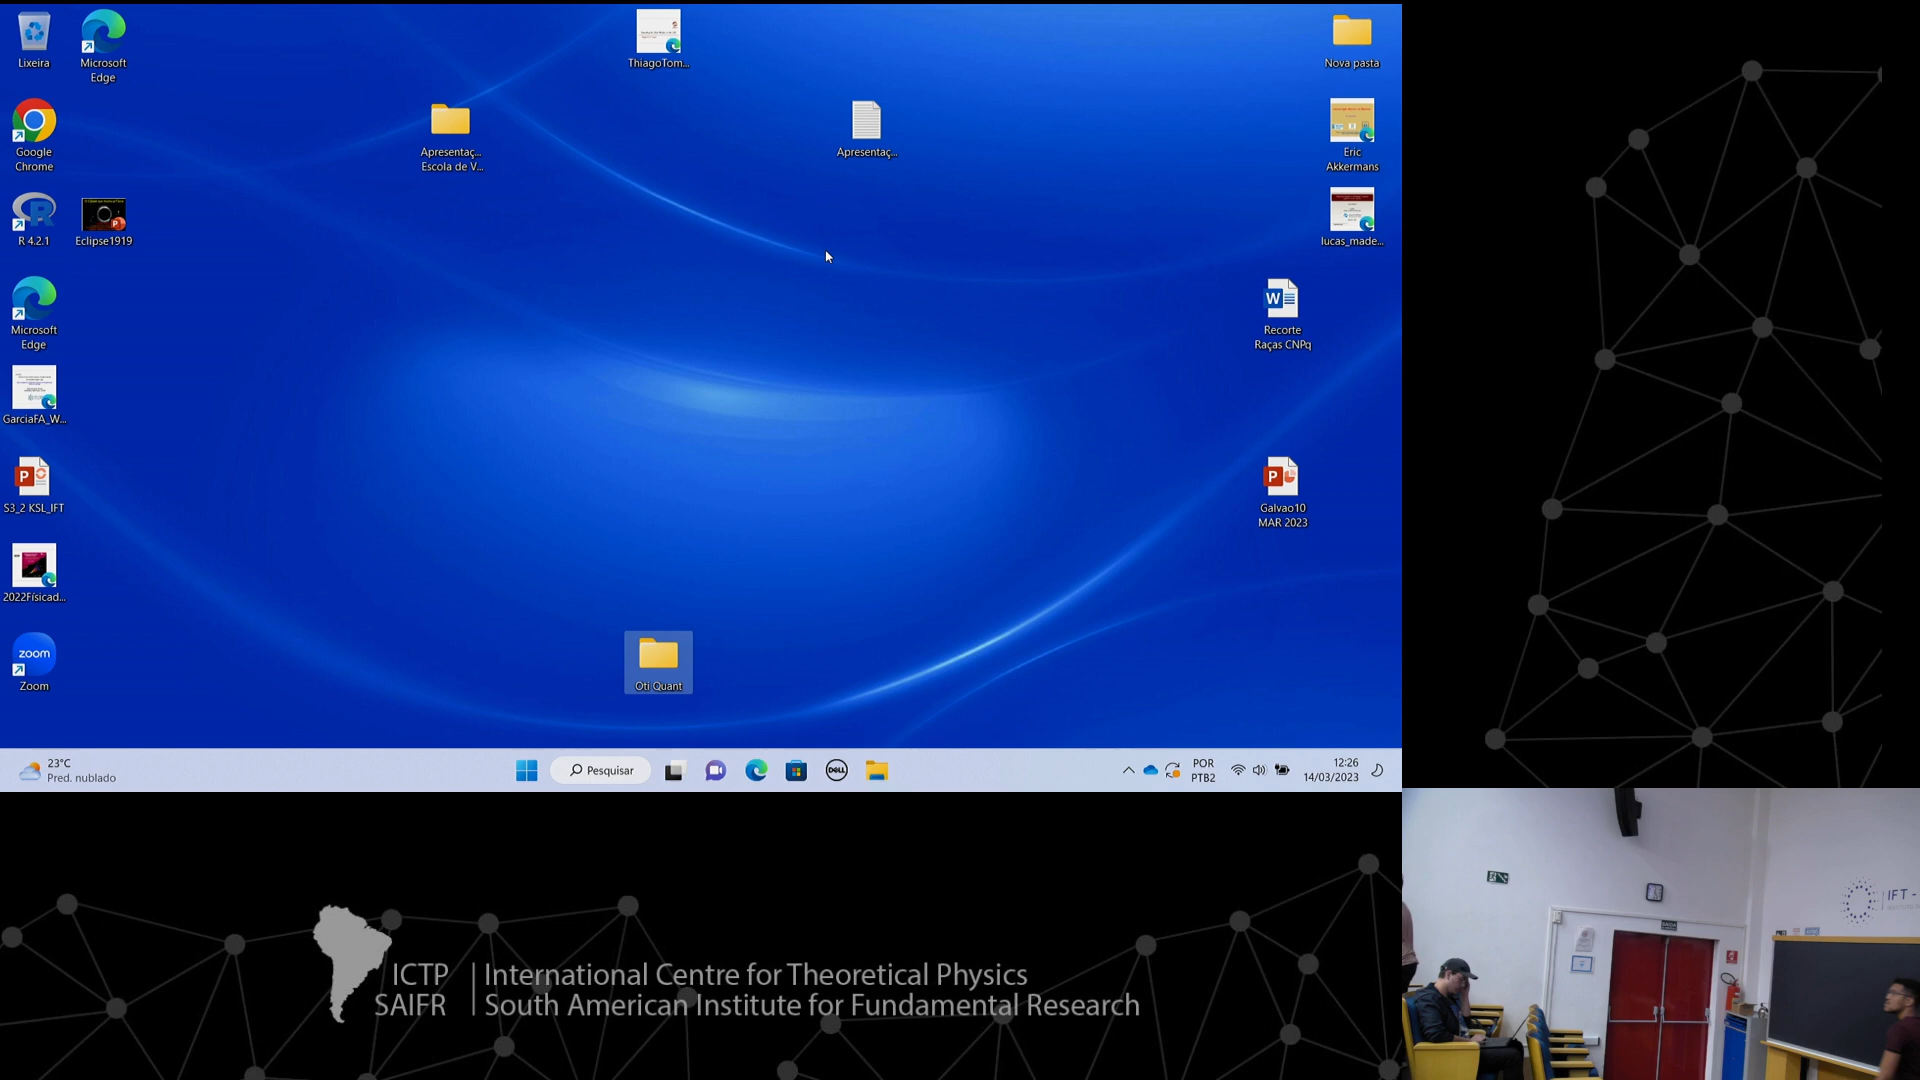 Lixeira
Microsoft
Edge
ThiagoTom...
Nova pasta
Google
Chrome
Apresentaç...
Escola de V...
Apresentaç...
Eric
Akkermans
R 4.2.1
Eclipse1919
lucas_made...
Microsoft
Edge
Recorte
Raças CNPq
GarciaFA_W...
S3_2 KSL_IFT
Galvao10
MAR 2023
2022Físicad...
zoom
Zoom
Oti Quant
23°C
Pred. nublado
Pesquisar
DELL
POR
PTB2
12:26
14/03/2023
ICTP
SAIFR
International Centre for Theoretical Physics
South American Institute for Fundamental Research
IFT -